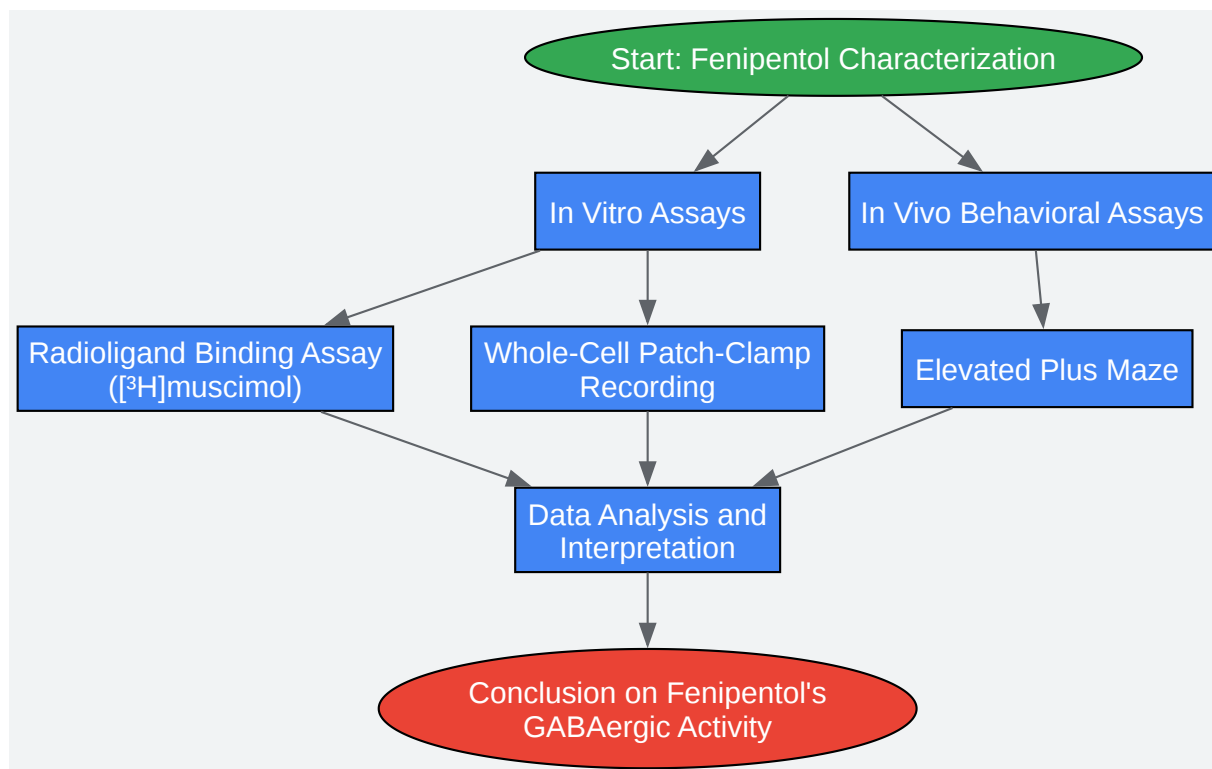 Start: Fenipentol Characterization
In Vitro Assays
In Vivo Behavioral Assays
Radioligand Binding Assay
([³H]muscimol)
Whole-Cell Patch-Clamp
Recording
Elevated Plus Maze
Data Analysis and
Interpretation
Conclusion on Fenipentol's
GABAergic Activity